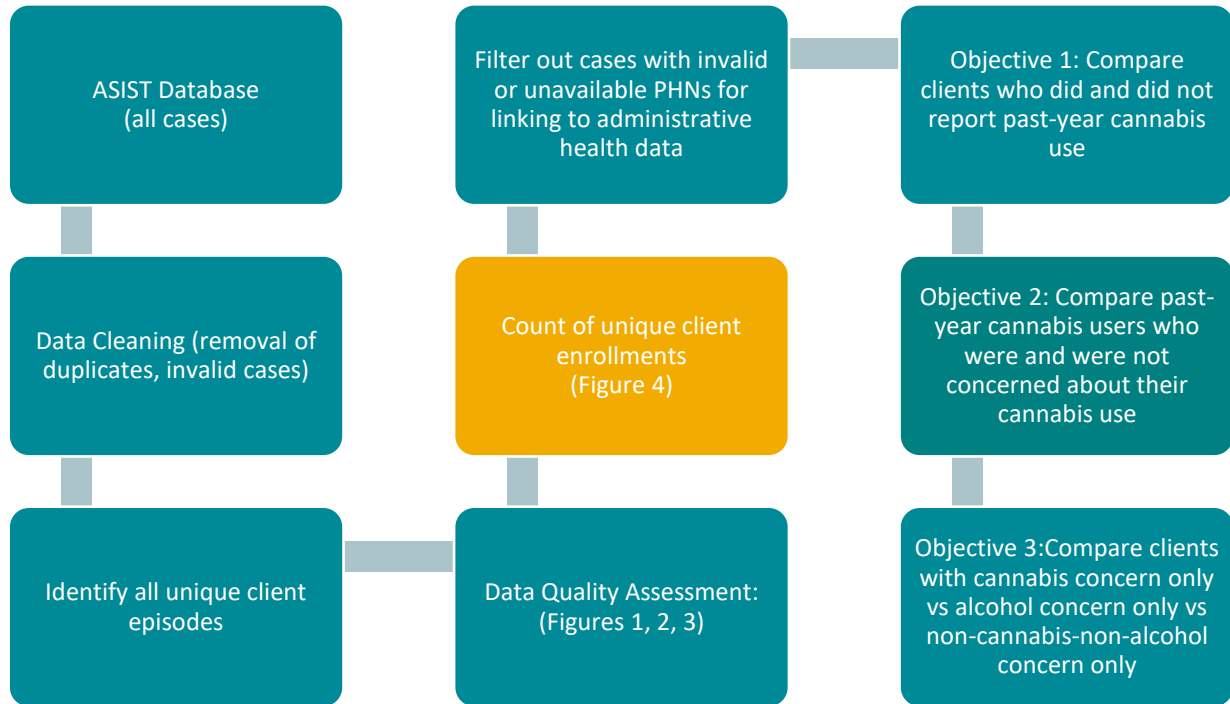 ASIST Database
(all cases)
Data Cleaning (removal of
duplicates, invalid cases)
Identify all unique client
episodes
Data Quality Assessment:
(Figures 1, 2, 3)
Count of unique client
enrollments
(Figure 4)
Filter out cases with invalid
or unavailable PHNs for
linking to administrative
health data
Objective 1: Compare
clients who did and did not
report past-year cannabis
use
Objective 2: Compare past-
year cannabis users who
were and were not
concerned about their
cannabis use
Objective 3:Compare clients
with cannabis concern only
vs alcohol concern only vs
non-cannabis-non-alcohol
concern only